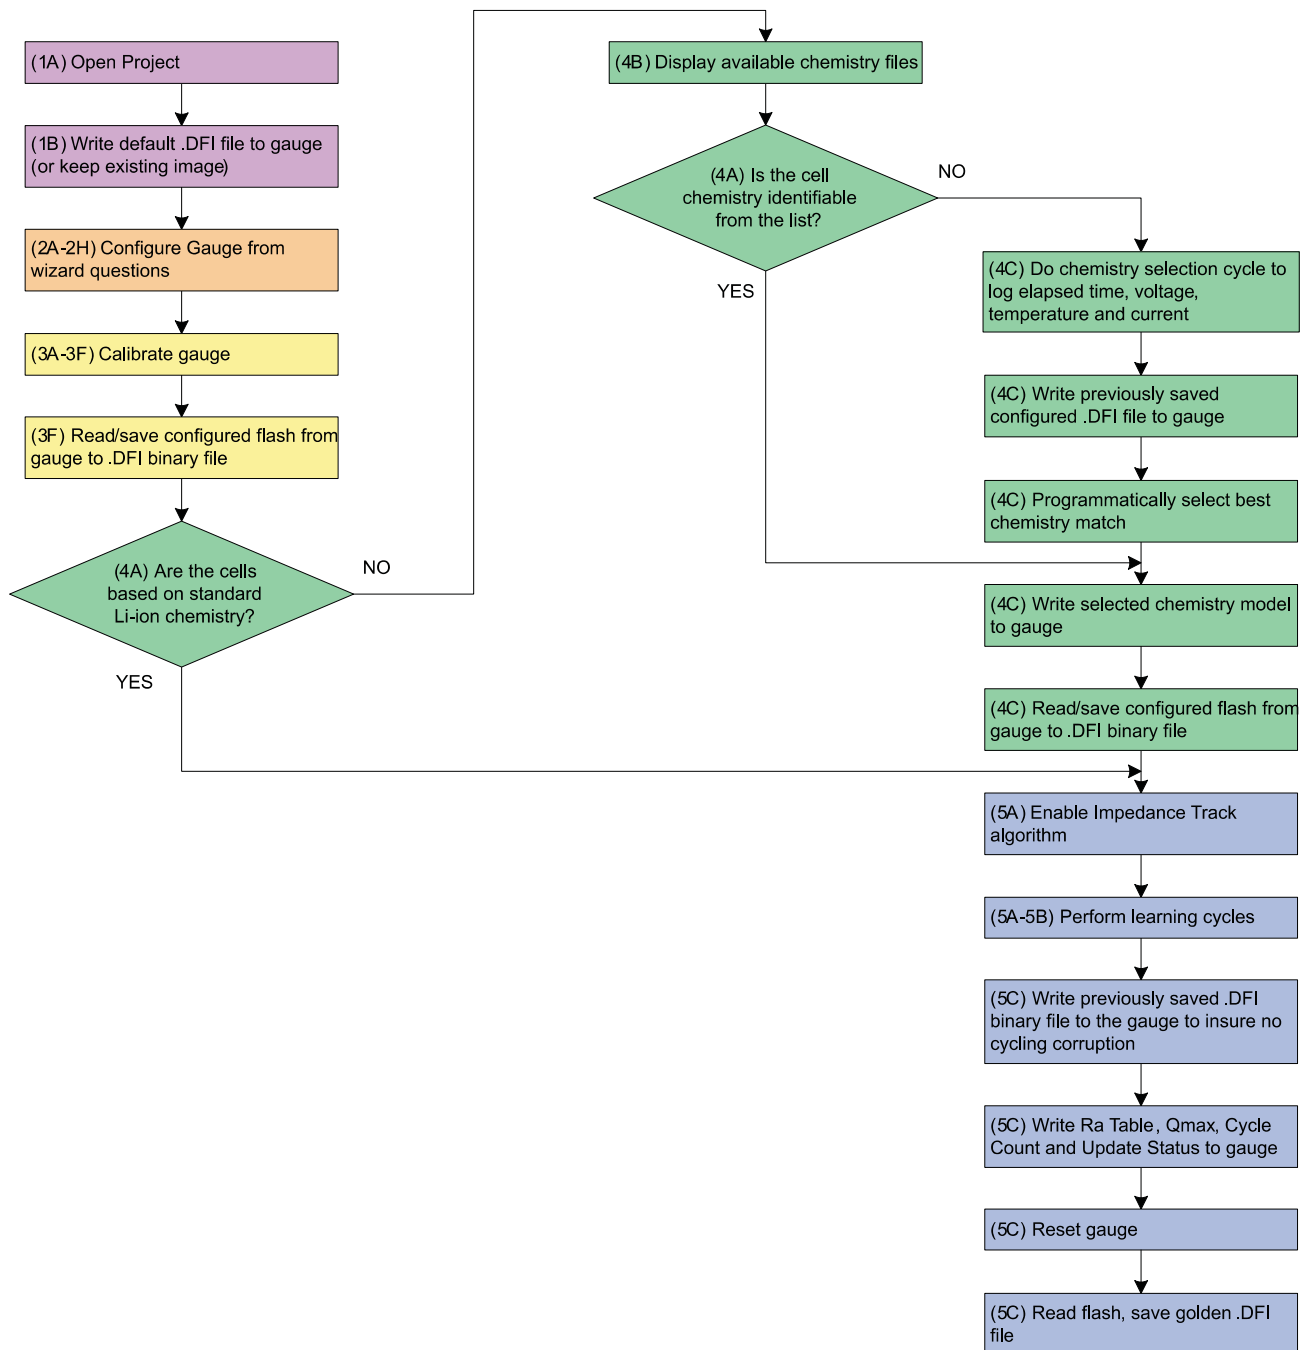 (1A) Open Project
(1B) Write default .DFI file to gauge
(or keep existing image)
(2A-2H) Configure Gauge from
wizard questions
(3A-3F) Calibrate gauge
(3F) Read/save configured flash from
gauge to .DFI binary file
(4A) Are the cells
based on standard
Li-ion chemistry?
NO
YES
(4B) Display available chemistry files
(4A) Is the cell
chemistry identifiable
from the list?
NO
YES
(4C) Do chemistry selection cycle to
log elapsed time, voltage,
temperature and current
(4C) Write previously saved
configured .DFI file to gauge
(4C) Programmatically select best
chemistry match
(4C) Write selected chemistry model
to gauge
(4C) Read/save configured flash from
gauge to .DFI binary file
(5A) Enable Impedance Track
algorithm
(5A-5B) Perform learning cycles
(5C) Write previously saved .DFI
binary file to the gauge to insure no
cycling corruption
(5C) Write Ra Table, Qmax, Cycle
Count and Update Status to gauge
(5C) Reset gauge
(5C) Read flash, save golden .DFI
file